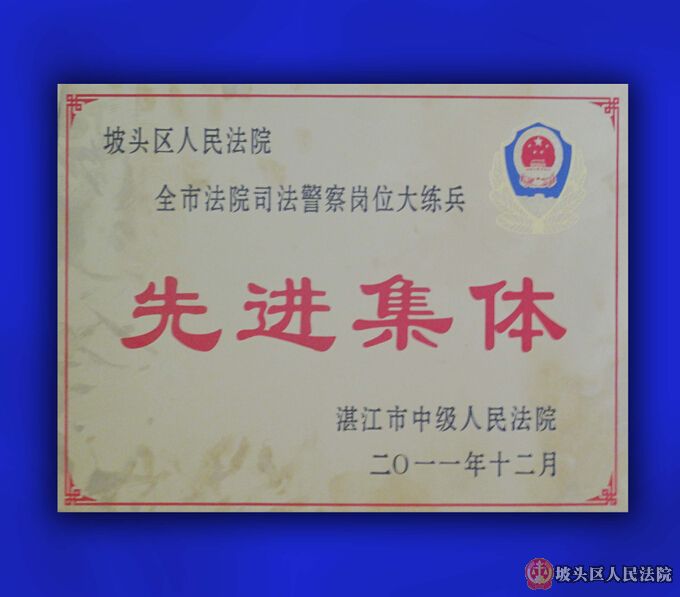 坡头区人民法院
全市法院司法警察岗位大练兵
先进集体
湛江市中级人民法院
二〇一一年十二月
坡头区人民法院